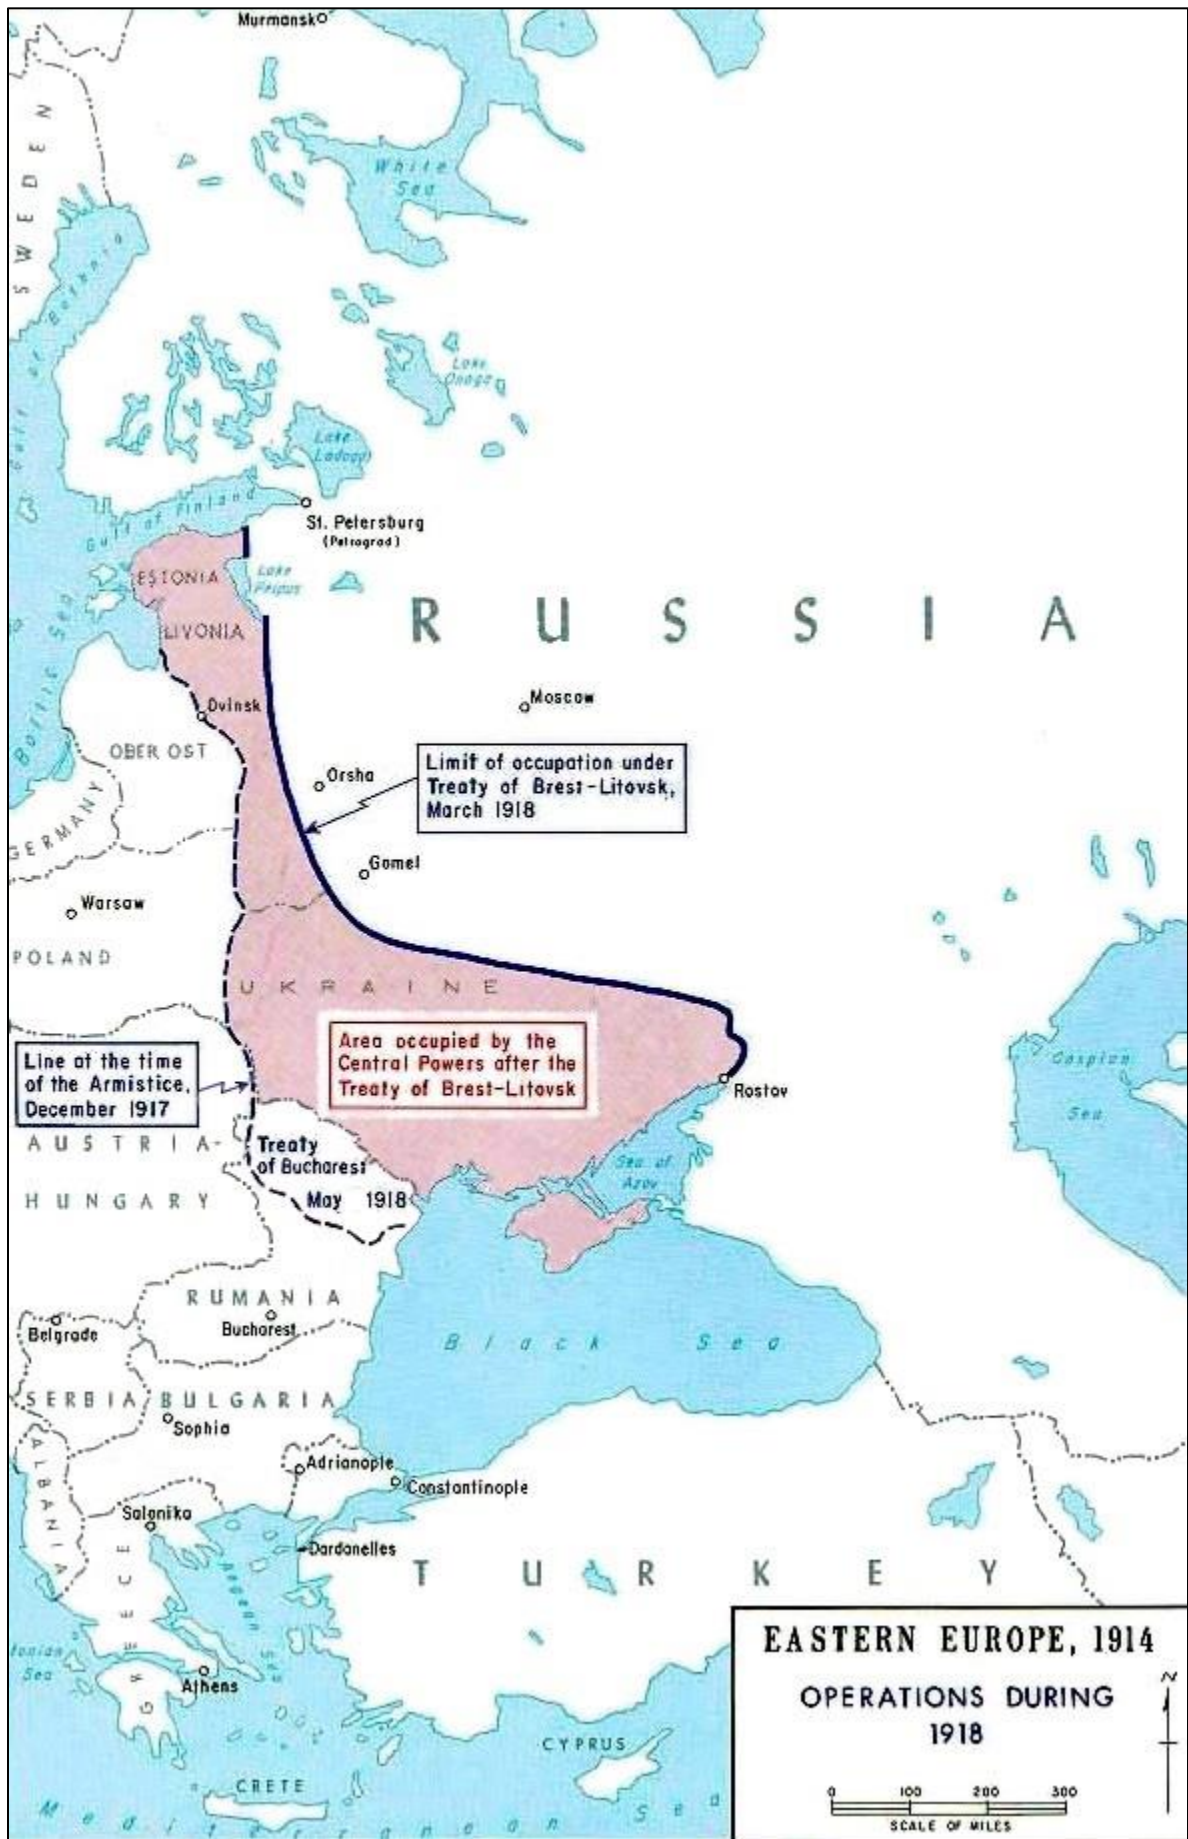 Murmansk
SWEDEN
White
Sea
Gulf of Bothnia
Lake
Onega
Lake
Ladoga
Gulf of Finland
St. Petersburg
(Petrograd)
ESTONIA
Lake
Peipus
LIVONIA
RUSSIA
Baltic Sea
Moscow
Dvinsk
OBER OST
Orsha
Limit of occupation under
Treaty of Brest-Litovsk,
March 1918
GERMANY
Gomel
Warsaw
POLAND
UKRAINE
Area occupied by the
Central Powers after the
Treaty of Brest-Litovsk
Line at the time
of the Armistice,
December 1917
Rostov
Caspian
Sea
AUSTRIA-
HUNGARY
Treaty
of Bucharest
May 1918
Sea of
Azov
RUMANIA
Bucharest
Belgrade
Black Sea
SERBIA
BULGARIA
Sophia
ALBANIA
Adrianople
Constantinople
Salonika
Dardanelles
TURKEY
GREECE
Aegean Sea
Ionian
Sea
Athens
CYPRUS
CRETE
Mediterranean Sea
EASTERN EUROPE, 1914
OPERATIONS DURING
1918
N
0 100 200 300
SCALE OF MILES